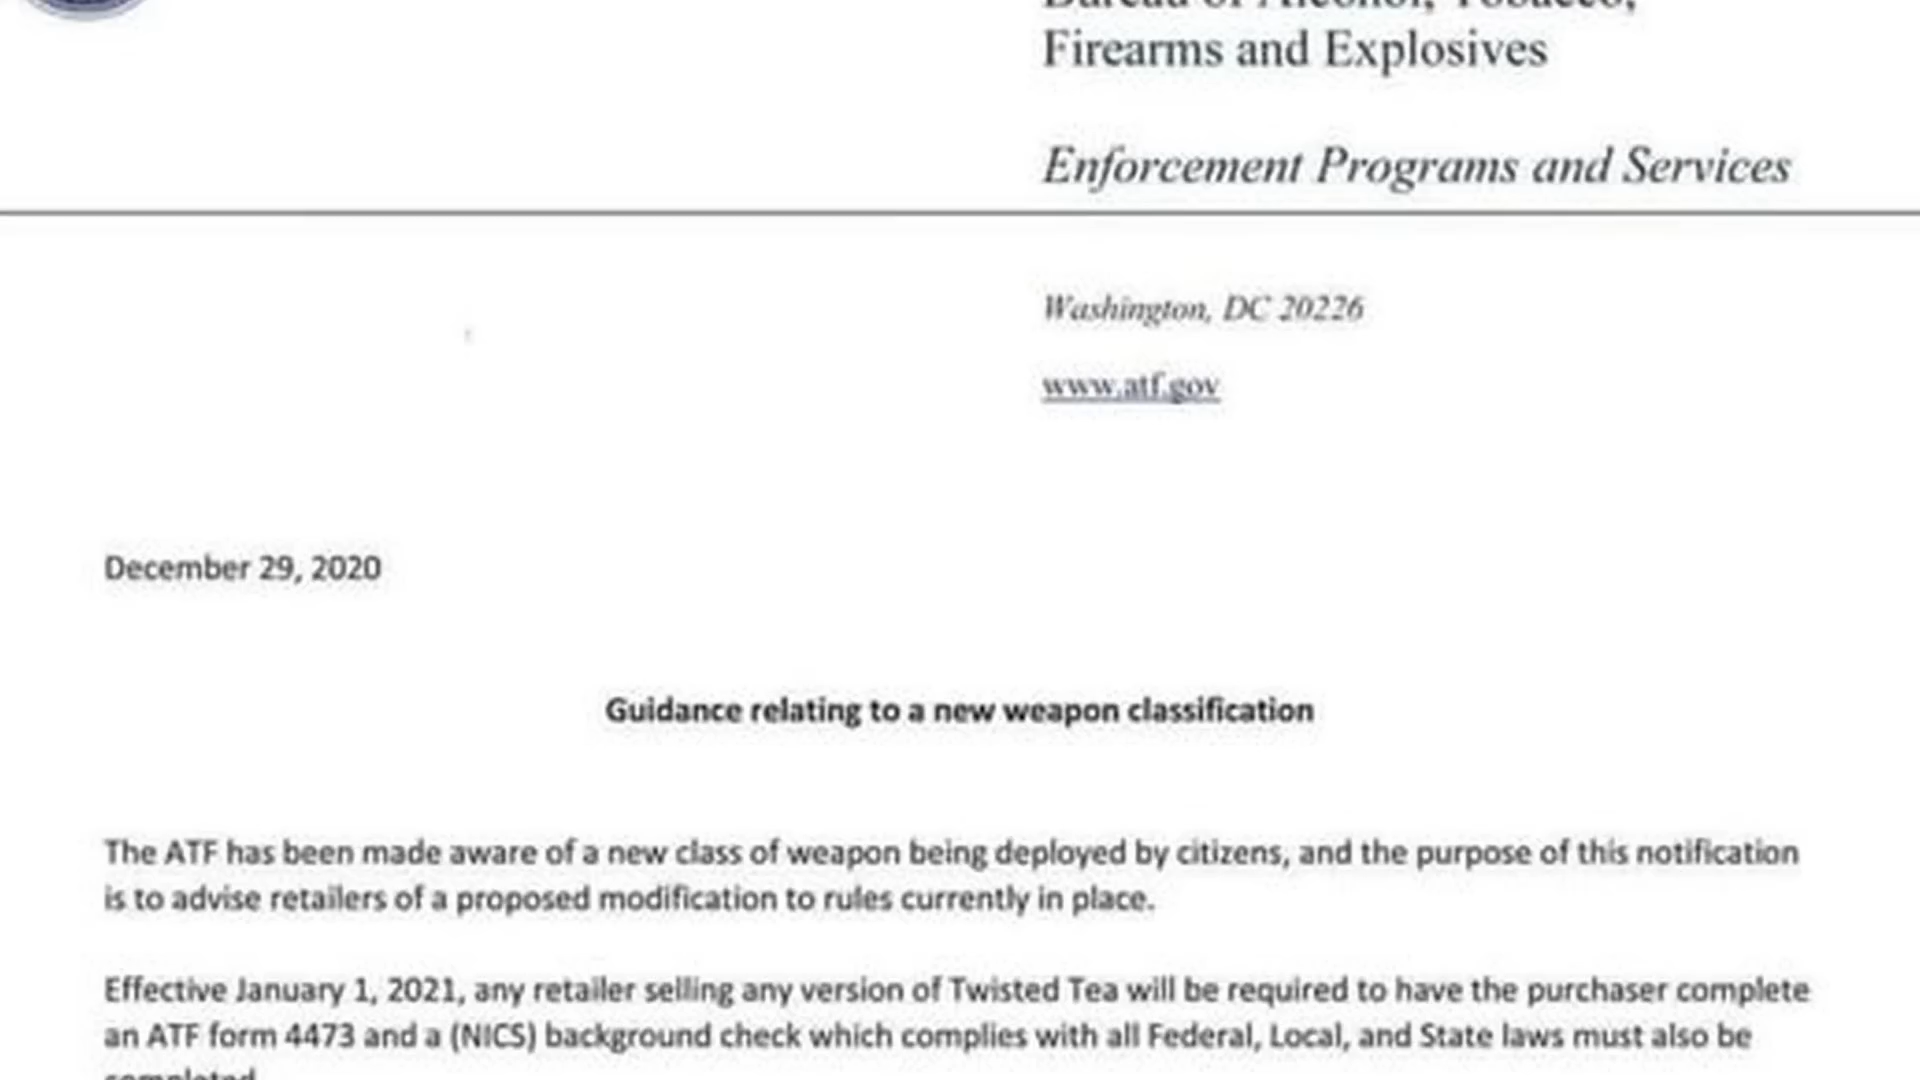 Bureau of Alcohol, Tobacco,
Firearms and Explosives
Enforcement Programs and Services
Washington, DC 20226
www.atf.gov
December 29, 2020
Guidance relating to a new weapon classification
The ATF has been made aware of a new class of weapon being deployed by citizens, and the purpose of this notification
is to advise retailers of a proposed modification to rules currently in place.
Effective January 1, 2021, any retailer selling any version of Twisted Tea will be required to have the purchaser complete
an ATF form 4473 and a (NICS) background check which complies with all Federal, Local, and State laws must also be
completed.